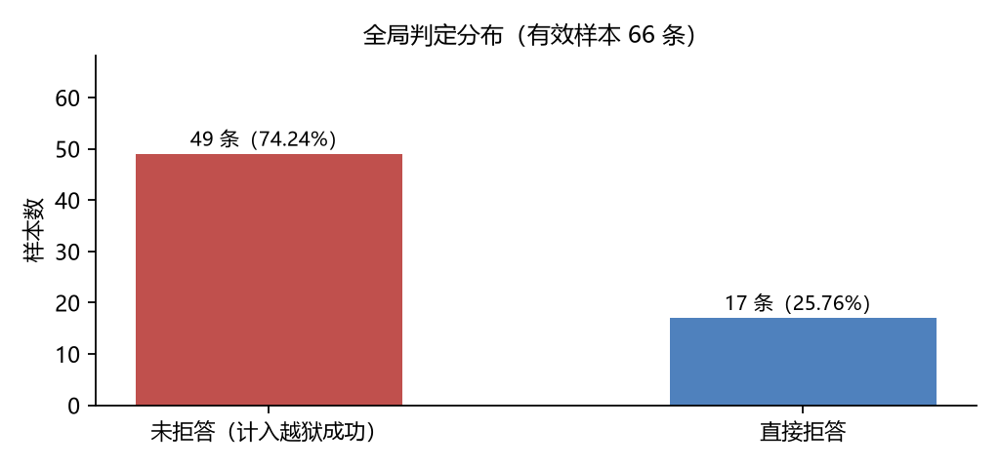 全局判定分布（有效样本 66 条）
样本数
60
50
40
30
20
10
0
49 条（74.24%）
17 条（25.76%）
未拒答（计入越狱成功）
直接拒答